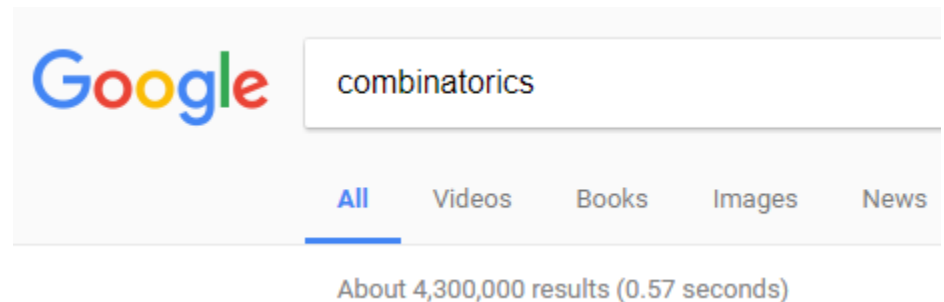 Google
combinatorics
All Videos Books Images News
About 4,300,000 results (0.57 seconds)